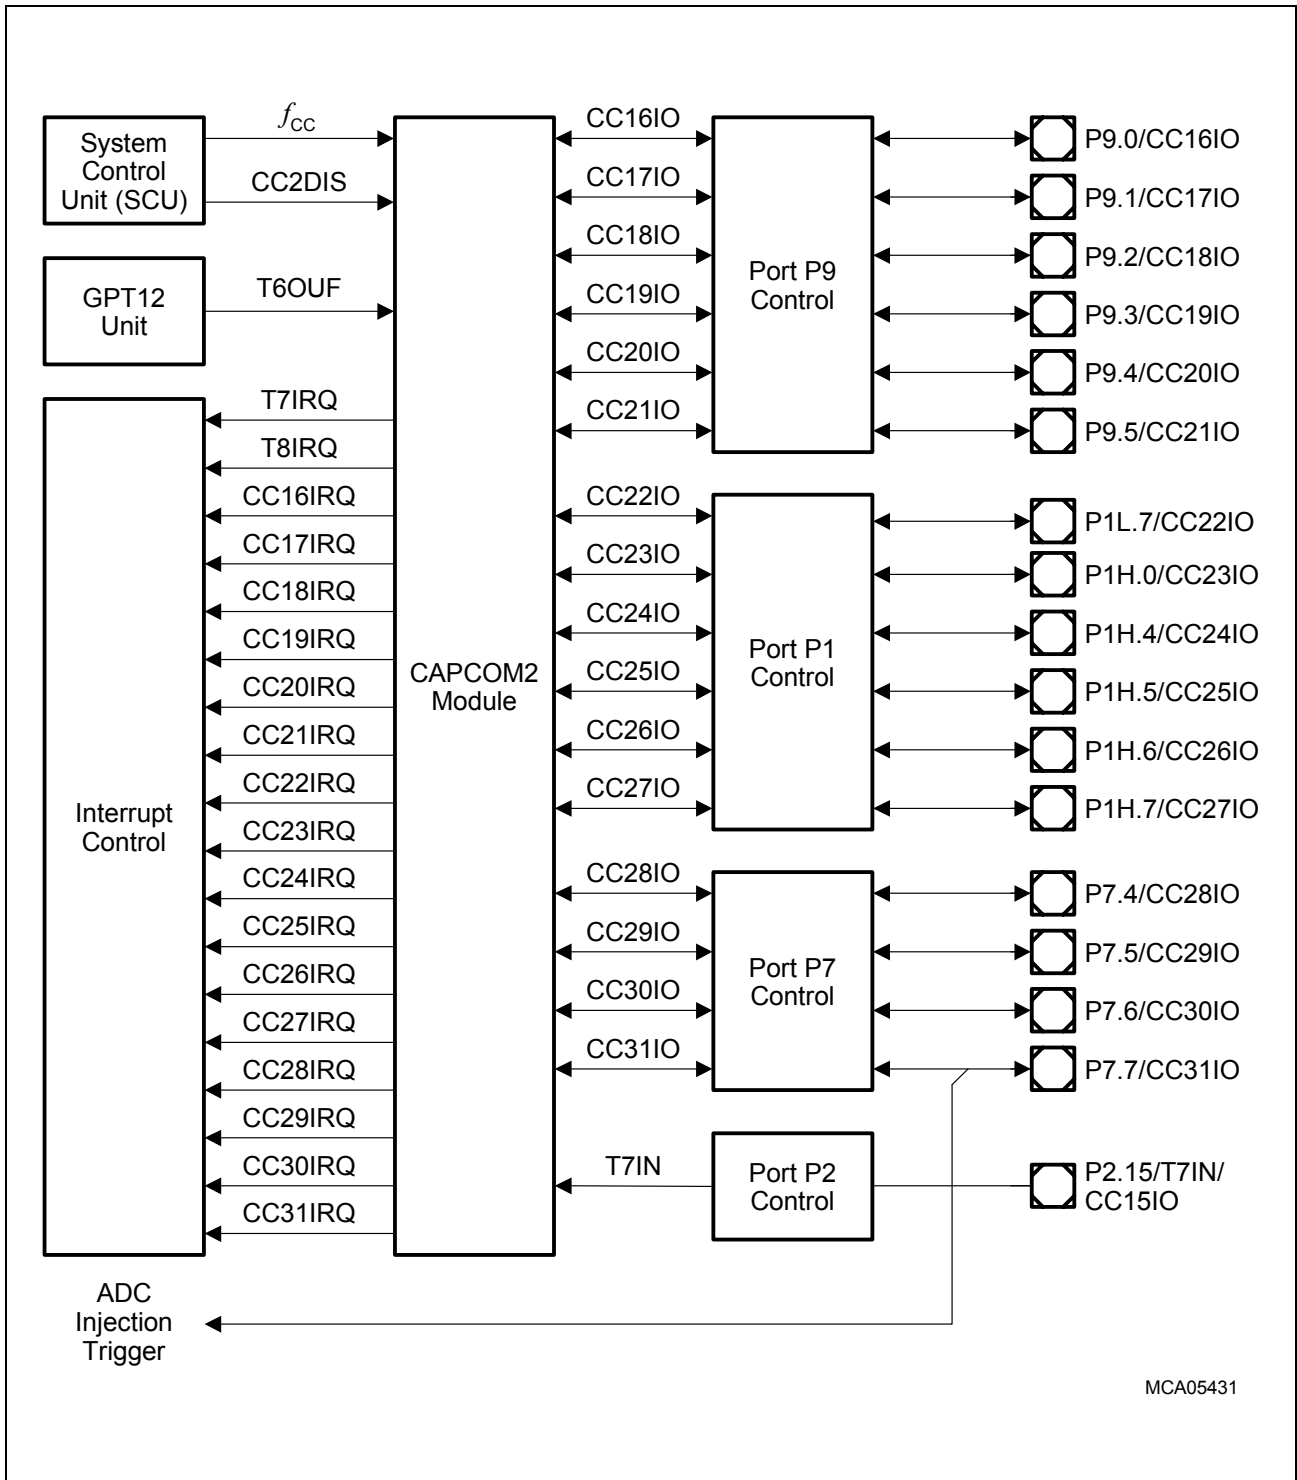 System
Control
Unit (SCU)
fCC
CC2DIS
GPT12
Unit
T6OUF
Interrupt
Control
T7IRQ
T8IRQ
CC16IRQ
CC17IRQ
CC18IRQ
CC19IRQ
CC20IRQ
CC21IRQ
CC22IRQ
CC23IRQ
CC24IRQ
CC25IRQ
CC26IRQ
CC27IRQ
CC28IRQ
CC29IRQ
CC30IRQ
CC31IRQ
ADC
Injection
Trigger
CAPCOM2
Module
CC16IO
CC17IO
CC18IO
CC19IO
CC20IO
CC21IO
Port P9
Control
P9.0/CC16IO
P9.1/CC17IO
P9.2/CC18IO
P9.3/CC19IO
P9.4/CC20IO
P9.5/CC21IO
CC22IO
CC23IO
CC24IO
CC25IO
CC26IO
CC27IO
Port P1
Control
P1L.7/CC22IO
P1H.0/CC23IO
P1H.4/CC24IO
P1H.5/CC25IO
P1H.6/CC26IO
P1H.7/CC27IO
CC28IO
CC29IO
CC30IO
CC31IO
Port P7
Control
P7.4/CC28IO
P7.5/CC29IO
P7.6/CC30IO
P7.7/CC31IO
T7IN
Port P2
Control
P2.15/T7IN/
CC15IO
MCA05431